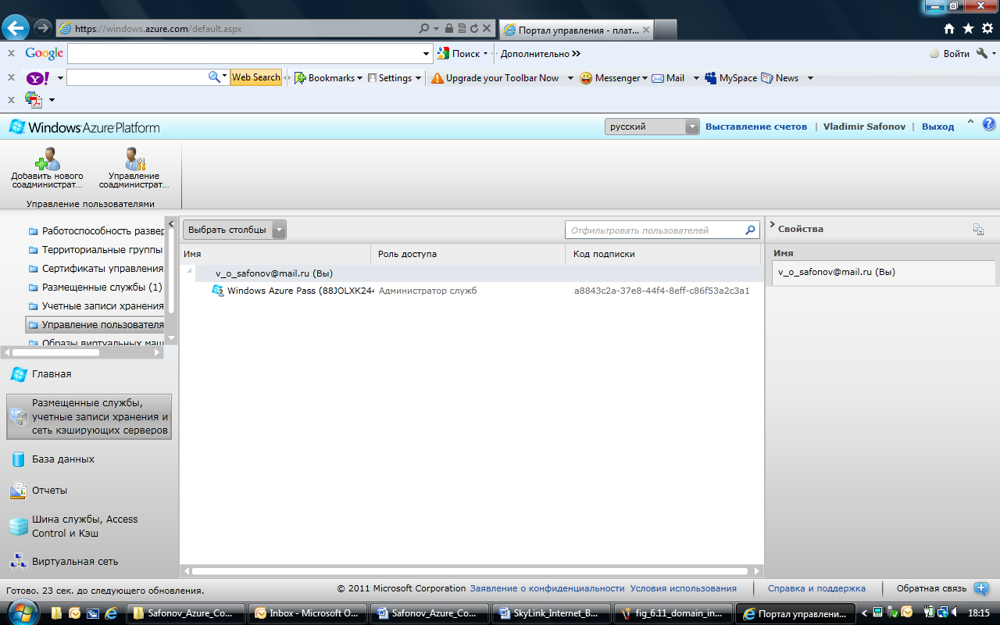 https://windows.azure.com/default.aspx
Портал управления - плат...
x Google
Поиск
Дополнительно
Войти
x Y!
Web Search
Bookmarks
Settings
Upgrade your Toolbar Now
Messenger
Mail
MySpace
News
x
Windows Azure Platform
русский
Выставление счетов | Vladimir Safonov | Выход
Добавить нового
соадминистрат...
Управление
соадминистрат...
Управление пользователями
Работоспособность развер
Территориальные группы
Сертификаты управления
Размещенные службы (1)
Учетные записи хранения
Управление пользователя
Образы виртуальных маш
Главная
Размещенные службы,
учетные записи хранения и
сеть кэширующих серверов
База данных
Отчеты
Шина службы, Access
Control и Кэш
Виртуальная сеть
Выбрать столбцы
Отфильтровать пользователей
Имя
Роль доступа
Код подписки
v_o_safonov@mail.ru (Вы)
Windows Azure Pass (88JOLXK244
Администратор служб
a8843c2a-37e8-44f4-8eff-c86f53a2c3a1
Свойства
Имя
v_o_safonov@mail.ru (Вы)
Готово. 23 сек. до следующего обновления.
© 2011 Microsoft Corporation Заявление о конфиденциальности Условия использования
Справка и поддержка
Обратная связь
Safonov_Azure_Co...
Inbox - Microsoft O...
Safonov_Azure_Co...
SkyLink_Internet_B...
fig_6.11_domain_in...
Портал управлени...
18:15